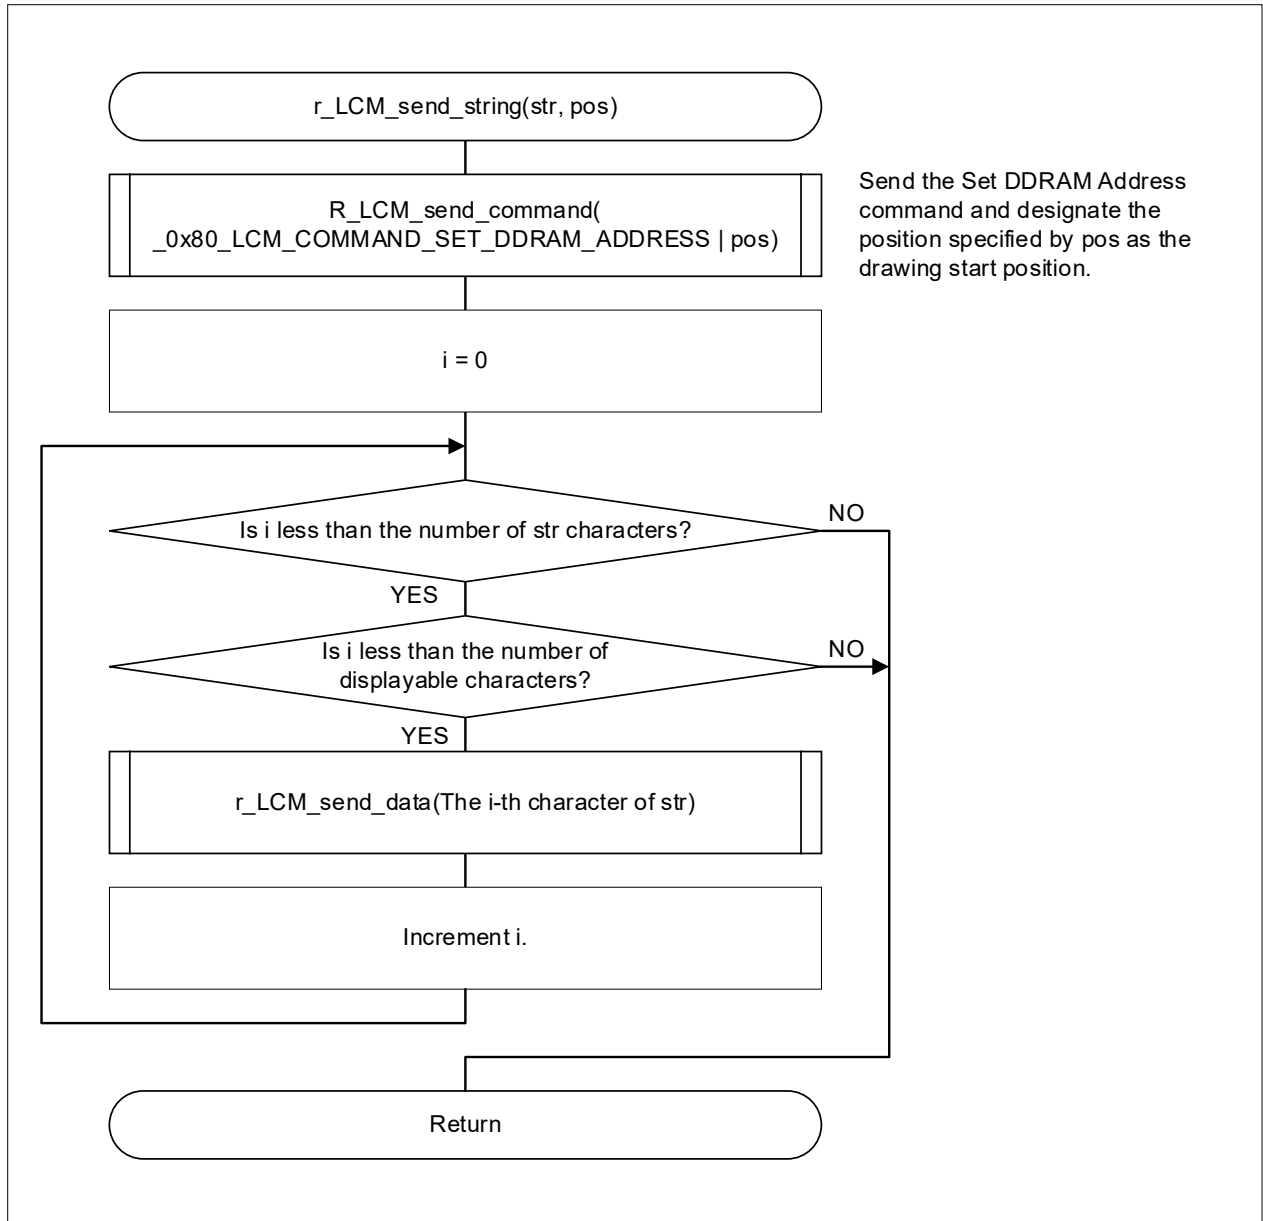 r_LCM_send_string(str, pos)
R_LCM_send_command(
_0x80_LCM_COMMAND_SET_DDRAM_ADDRESS | pos)
Send the Set DDRAM Address
command and designate the
position specified by pos as the
drawing start position.
i = 0
Is i less than the number of str characters?
NO
YES
Is i less than the number of
displayable characters?
NO
YES
r_LCM_send_data(The i-th character of str)
Increment i.
Return